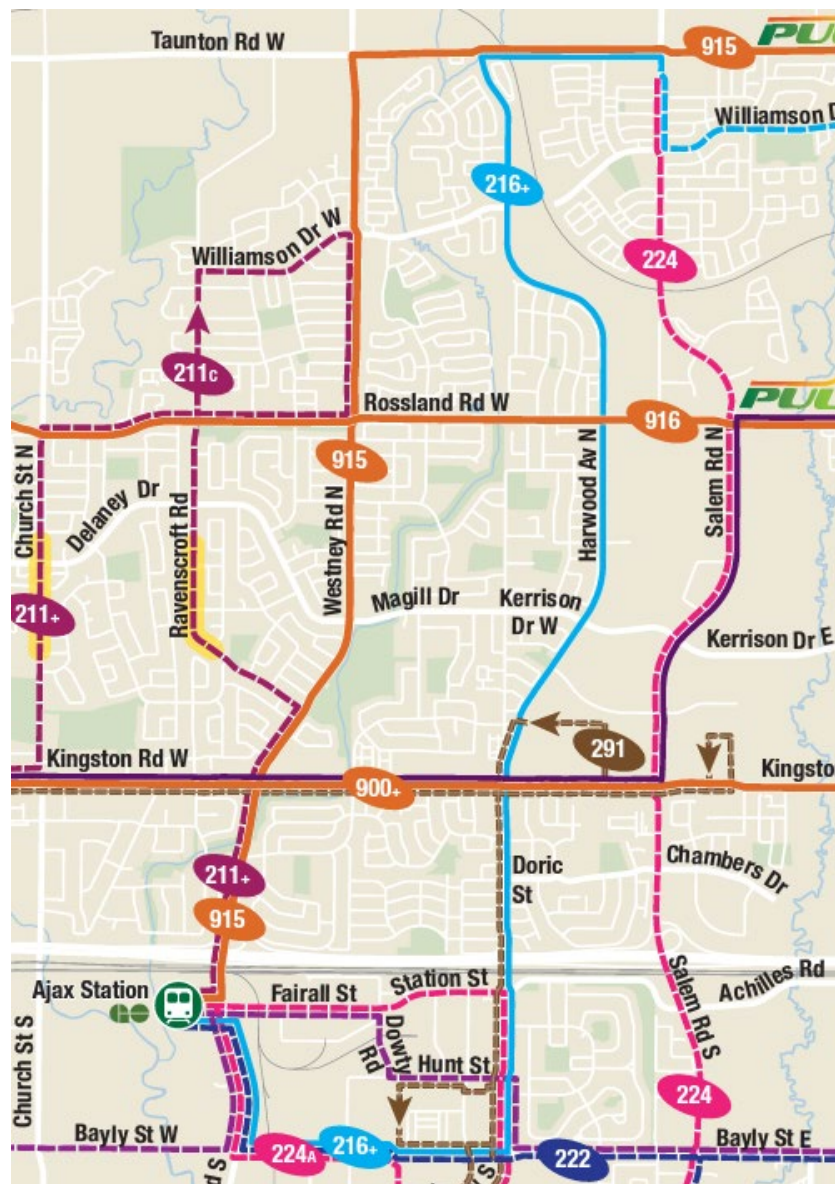 Taunton Rd W
915
PU
Williamson D
216+
Williamson Dr W
224
211C
PU
Rossland Rd W
916
Church St N
915
Salem Rd N
Harwood Av N
Delaney Dr
Ravenscroft Rd
Westney Rd N
Magill Dr
Kerrison
Dr W
211+
Kerrison Dr E
Kingston Rd W
291
Kingsto
900+
211+
Doric
St
Chambers Dr
915
Ajax Station
Fairall St
Station St
Achilles Rd
Salem Rd S
Church St S
Dowty
Rd
Hunt St
224
Bayly St W
Bayly St E
216+
224A
222
d S
S